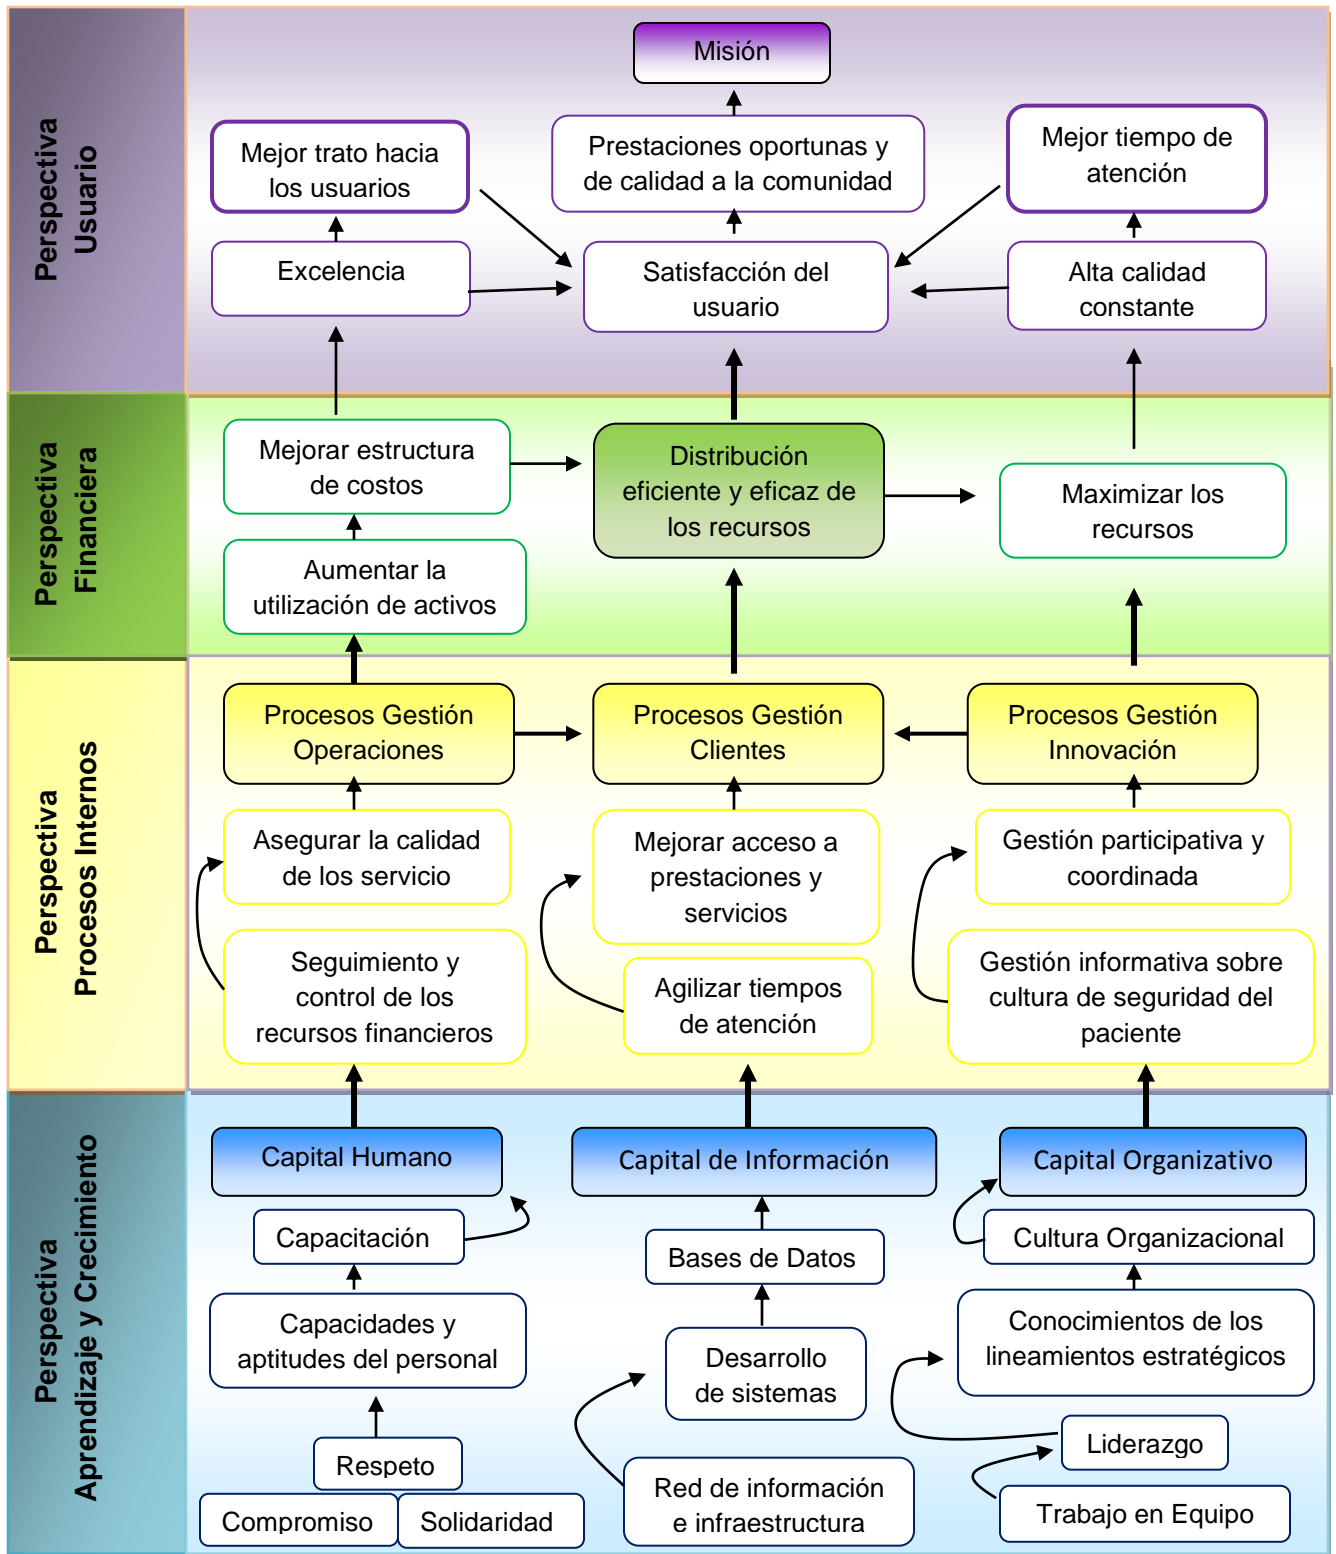 Perspectiva
Usuario
Misión
Mejor trato hacia
los usuarios
Prestaciones oportunas y
de calidad a la comunidad
Mejor tiempo de
atención
Excelencia
Satisfacción del
usuario
Alta calidad
constante
Perspectiva
Financiera
Mejorar estructura
de costos
Distribución
eficiente y eficaz de
los recursos
Maximizar los
recursos
Aumentar la
utilización de activos
Perspectiva
Procesos Internos
Procesos Gestión
Operaciones
Procesos Gestión
Clientes
Procesos Gestión
Innovación
Asegurar la calidad
de los servicio
Mejorar acceso a
prestaciones y
servicios
Gestión participativa y
coordinada
Seguimiento y
control de los
recursos financieros
Agilizar tiempos
de atención
Gestión informativa sobre
cultura de seguridad del
paciente
Perspectiva
Aprendizaje y Crecimiento
Capital Humano
Capital de Información
Capital Organizativo
Capacitación
Bases de Datos
Cultura Organizacional
Capacidades y
aptitudes del personal
Desarrollo
de sistemas
Conocimientos de los
lineamientos estratégicos
Respeto
Liderazgo
Compromiso
Solidaridad
Red de información
e infraestructura
Trabajo en Equipo